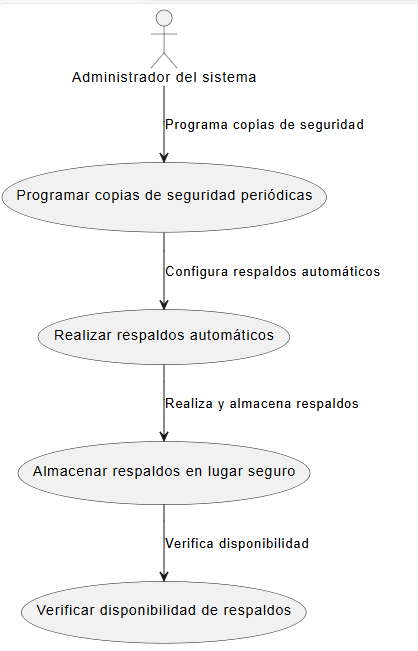 Administrador del sistema
Programa copias de seguridad
Programar copias de seguridad periódicas
Configura respaldos automáticos
Realizar respaldos automáticos
Realiza y almacena respaldos
Almacenar respaldos en lugar seguro
Verifica disponibilidad
Verificar disponibilidad de respaldos